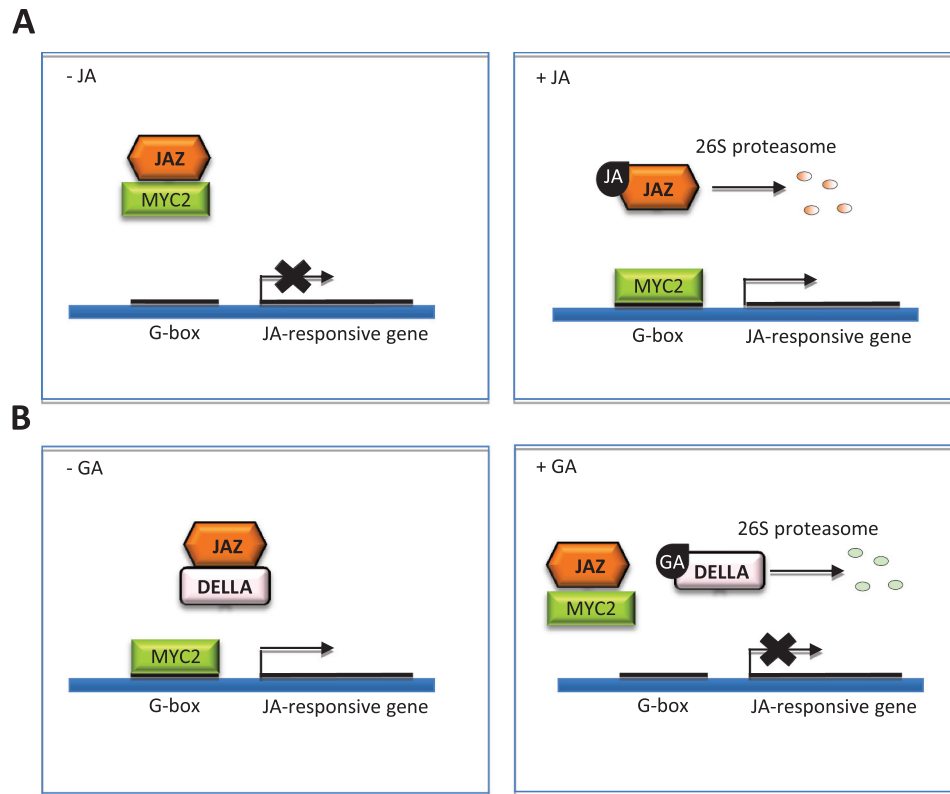 A
- JA
JAZ
MYC2
G-box
JA-responsive gene
+ JA
26S proteasome
JA
JAZ
MYC2
G-box
JA-responsive gene
B
- GA
JAZ
DELLA
MYC2
G-box
JA-responsive gene
+ GA
26S proteasome
JAZ
GA
DELLA
MYC2
G-box
JA-responsive gene